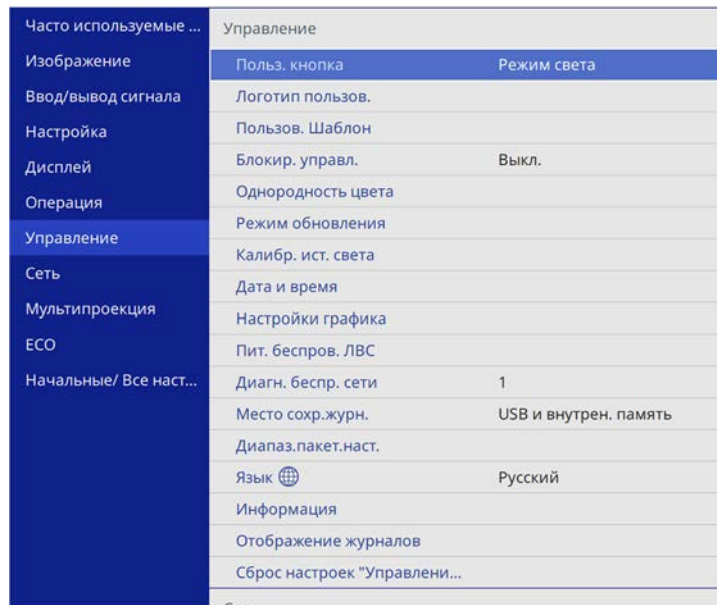 Часто используемые ...
Изображение
Ввод/вывод сигнала
Настройка
Дисплей
Операция
Управление
Сеть
Мультипроекция
ECO
Начальные/ Все наст...
Управление
Польз. кнопка Режим света
Логотип пользов.
Пользов. Шаблон
Блокир. управл. Выкл.
Однородность цвета
Режим обновления
Калибр. ист. света
Дата и время
Настройки графика
Пит. беспров. ЛВС
Диагн. беспр. сети 1
Место сохр.журн. USB и внутрен. память
Диапаз.пакет.наст.
Язык Русский
Информация
Отображение журналов
Сброс настроек "Управлени...